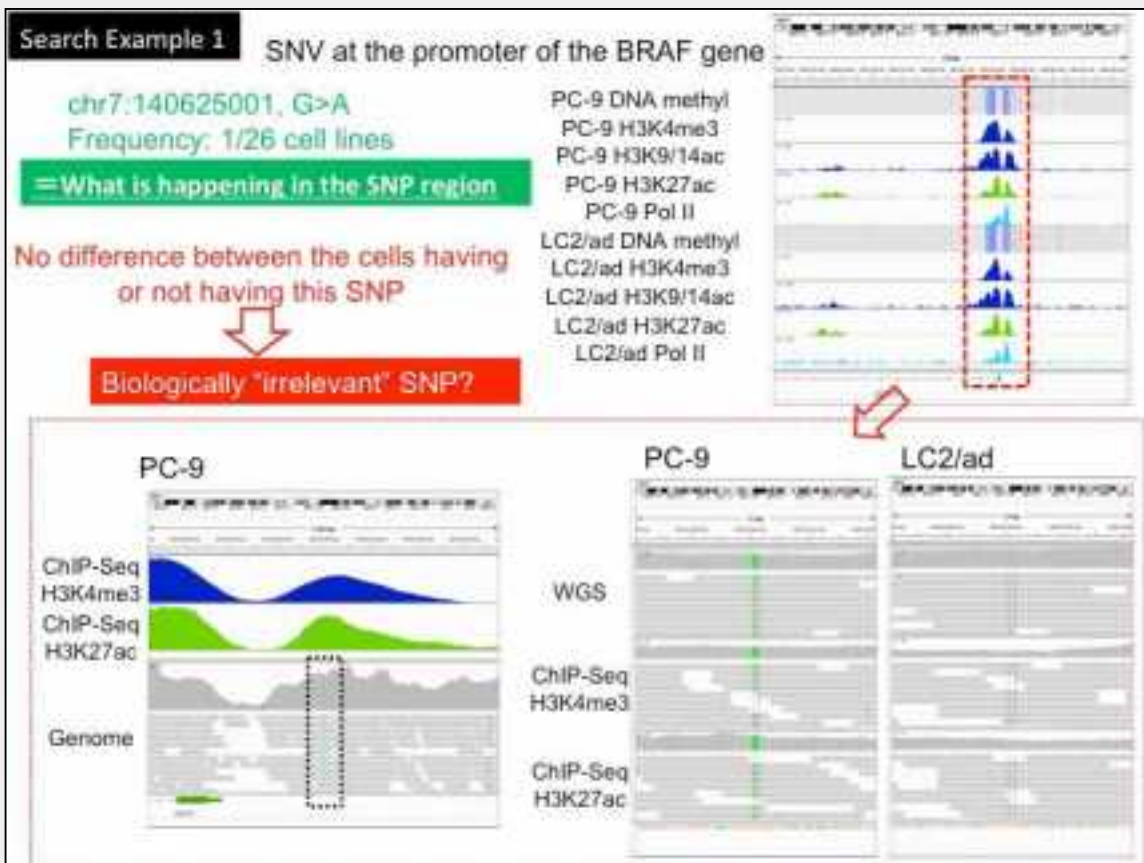 Search Example 1
SNV at the promoter of the BRAF gene
chr7:140625001, G>A
Frequency: 1/26 cell lines
=What is happening in the SNP region
No difference between the cells having
or not having this SNP
Biologically "irrelevant" SNP?
PC-9 DNA methyl
PC-9 H3K4me3
PC-9 H3K9/14ac
PC-9 H3K27ac
PC-9 Pol II
LC2/ad DNA methyl
LC2/ad H3K4me3
LC2/ad H3K9/14ac
LC2/ad H3K27ac
LC2/ad Pol II
PC-9
ChIP-Seq
H3K4me3
ChIP-Seq
H3K27ac
Genome
PC-9
LC2/ad
WGS
ChIP-Seq
H3K4me3
ChIP-Seq
H3K27ac